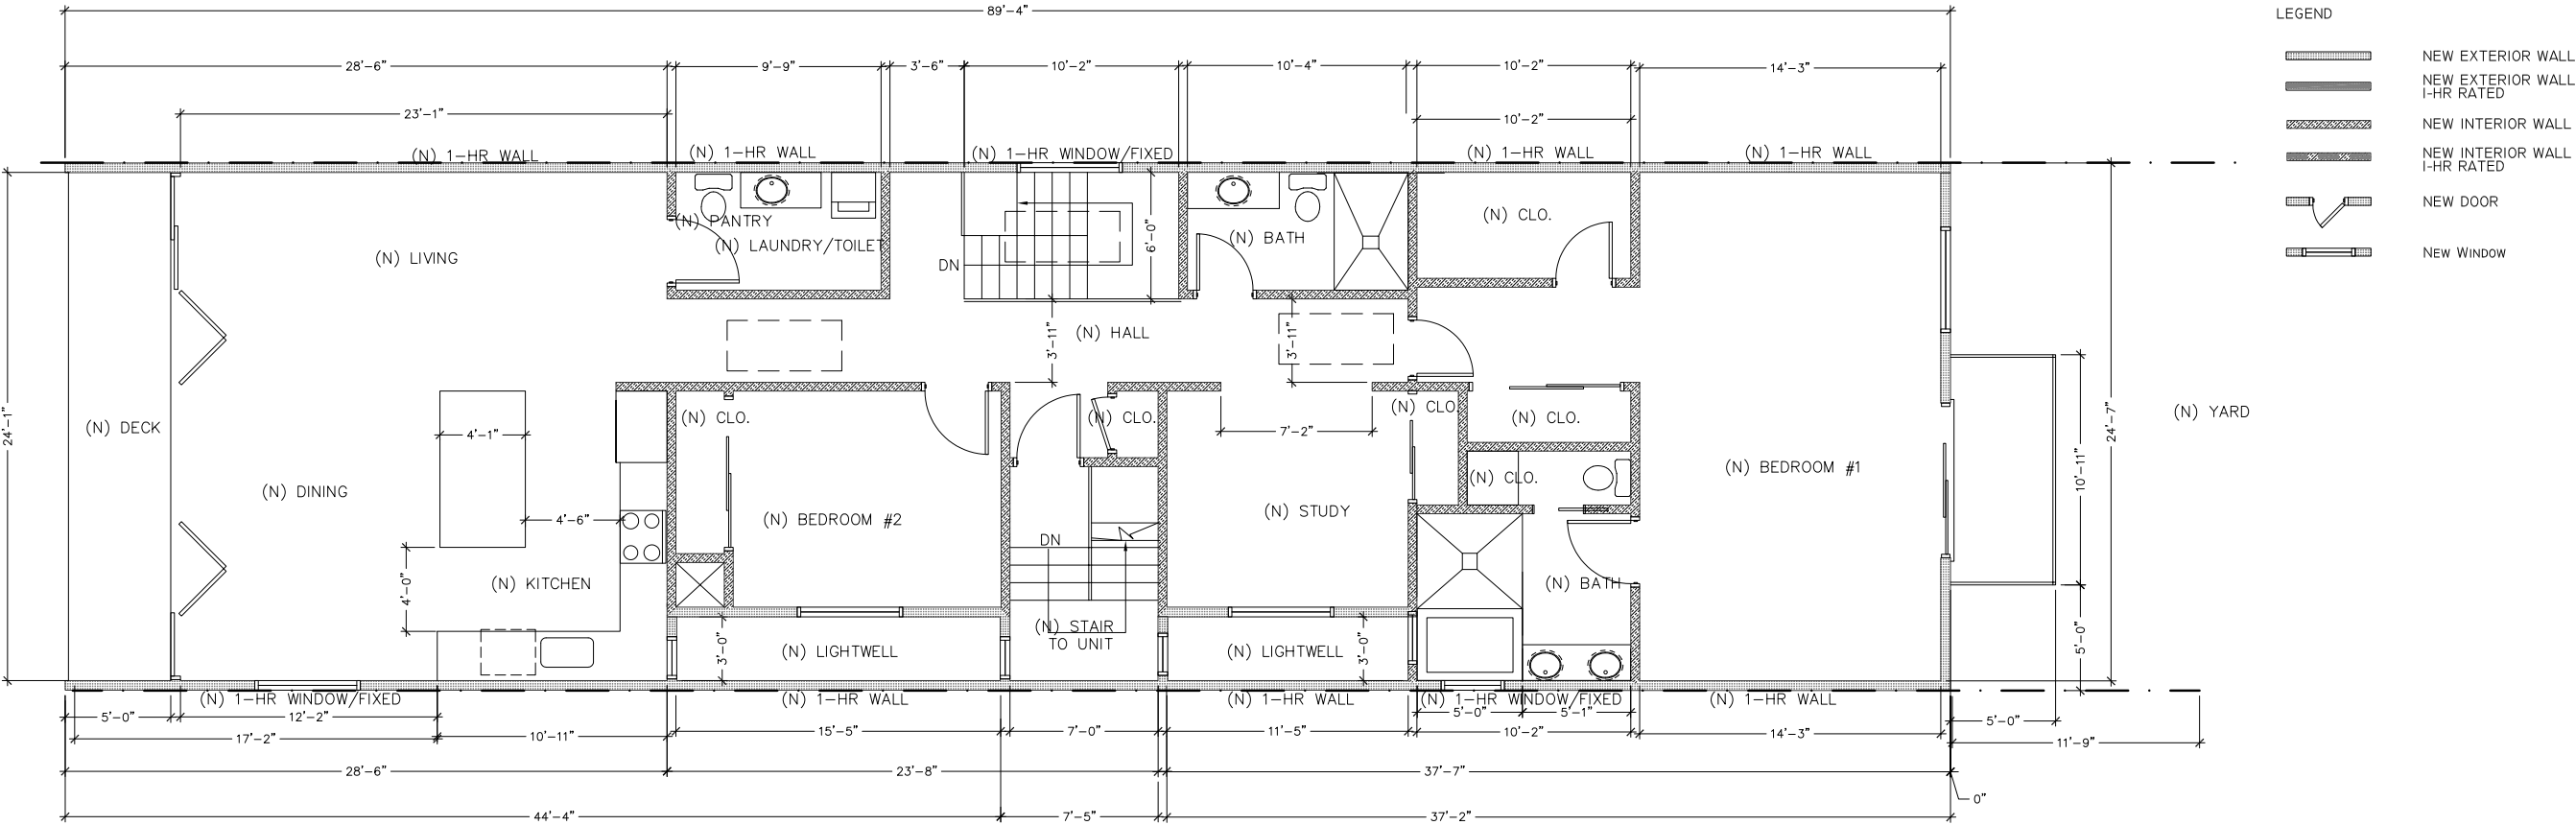 89'-4"
LEGEND
28'-6"
9'-9"
3'-6"
10'-2"
10'-4"
10'-2"
14'-3"
NEW EXTERIOR WALL
NEW EXTERIOR WALL
1-HR RATED
23'-1"
10'-2"
NEW INTERIOR WALL
NEW INTERIOR WALL
1-HR RATED
(N) 1-HR WALL
(N) 1-HR WALL
(N) 1-HR WINDOW/FIXED
(N) 1-HR WALL
(N) 1-HR WALL
NEW DOOR
NEW WINDOW
(N) PANTRY
(N) LAUNDRY/TOILET
(N) LIVING
DN
6'-0"
(N) BATH
(N) CLO.
3'-11"
(N) HALL
3'-11"
(N) DECK
24'-1"
4'-1"
(N) CLO.
(N) CLO.
7'-2"
(N) CLO.
(N) CLO.
24'-7"
(N) YARD
(N) DINING
4'-6"
(N) BEDROOM #2
(N) STUDY
(N) CLO.
(N) BEDROOM #1
10'-11"
DN
4'-0"
(N) KITCHEN
(N) BATH
(N) STAIR
TO UNIT
3'-0"
(N) LIGHTWELL
(N) LIGHTWELL
3'-0"
5'-0"
(N) 1-HR WINDOW/FIXED
(N) 1-HR WALL
(N) 1-HR WALL
(N) 1-HR WINDOW/FIXED
(N) 1-HR WALL
5'-0"
12'-2"
5'-0"
5'-1"
5'-0"
17'-2"
10'-11"
15'-5"
7'-0"
11'-5"
10'-2"
14'-3"
11'-9"
28'-6"
23'-8"
37'-7"
0"
44'-4"
7'-5"
37'-2"